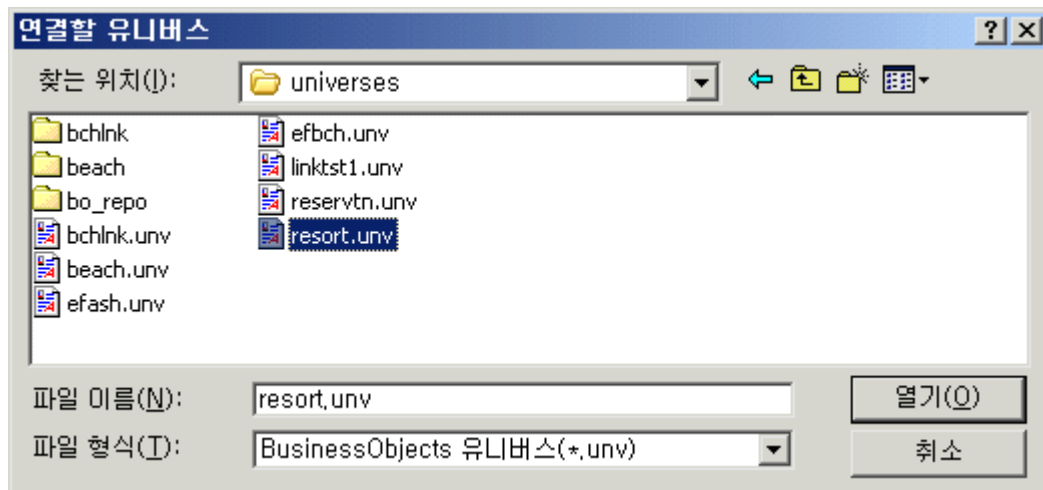 연결할 유니버스
찾는 위치(I): universes
bchlnk
beach
bo_repo
bchlnk.unv
beach.unv
efash.unv
efbch.unv
linktst1.unv
reservtn.unv
resort.unv
파일 이름(N): resort,unv 열기(O)
파일 형식(T): BusinessObjects 유니버스(*,unv) 취소